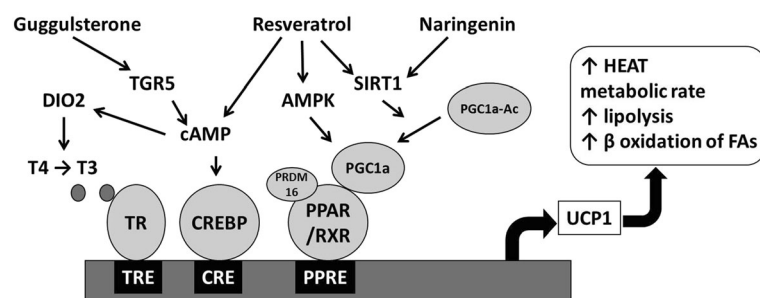 Guggulsterone
Resveratrol
Naringenin
TGR5
SIRT1
DIO2
AMPK
PGC1a-Ac
cAMP
T4 → T3
PGC1a
PRDM
16
TR
CREBP
PPAR
/RXR
TRE
CRE
PPRE
UCP1
↑ HEAT
metabolic rate
↑ lipolysis
↑ β oxidation of FAs